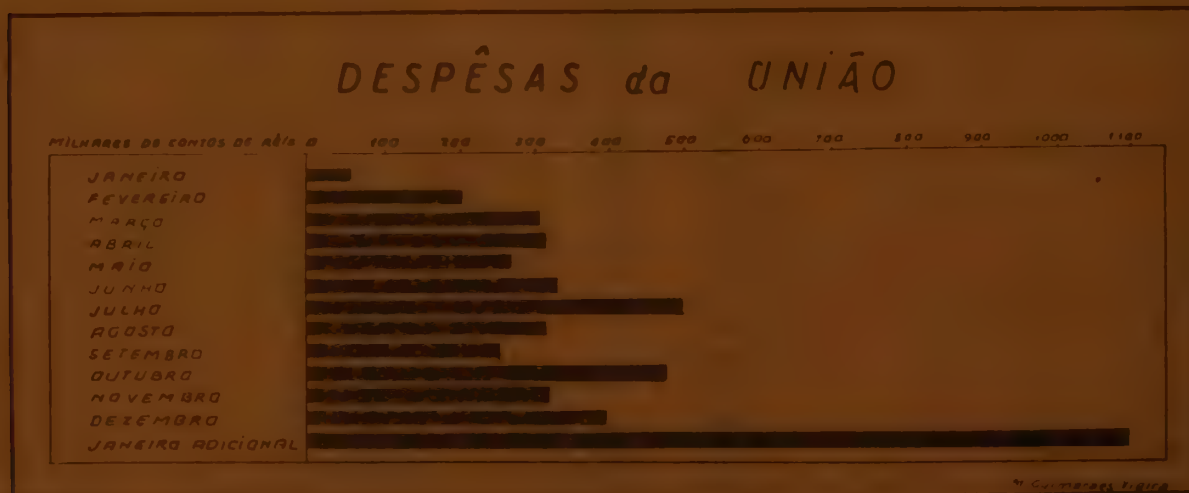 DESPÊSAS da UNIÃO
MILHARES DE CONTOS DE RÉIS 0 100 200 300 400 500 600 700 800 900 1000 1100
JANEIRO
FEVEREIRO
MARÇO
ABRIL
MAIO
JUNHO
JULHO
AGOSTO
SETEMBRO
OUTUBRO
NOVEMBRO
DEZEMBRO
JANEIRO ADICIONAL
Guimarães